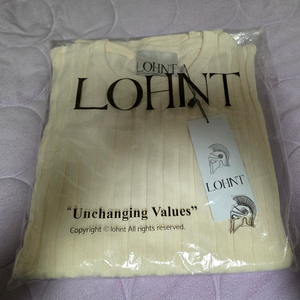 LOHNT
LOHNT
LOHNT
"Unchanging Values"
Copyright © lohnt All rights reserved.